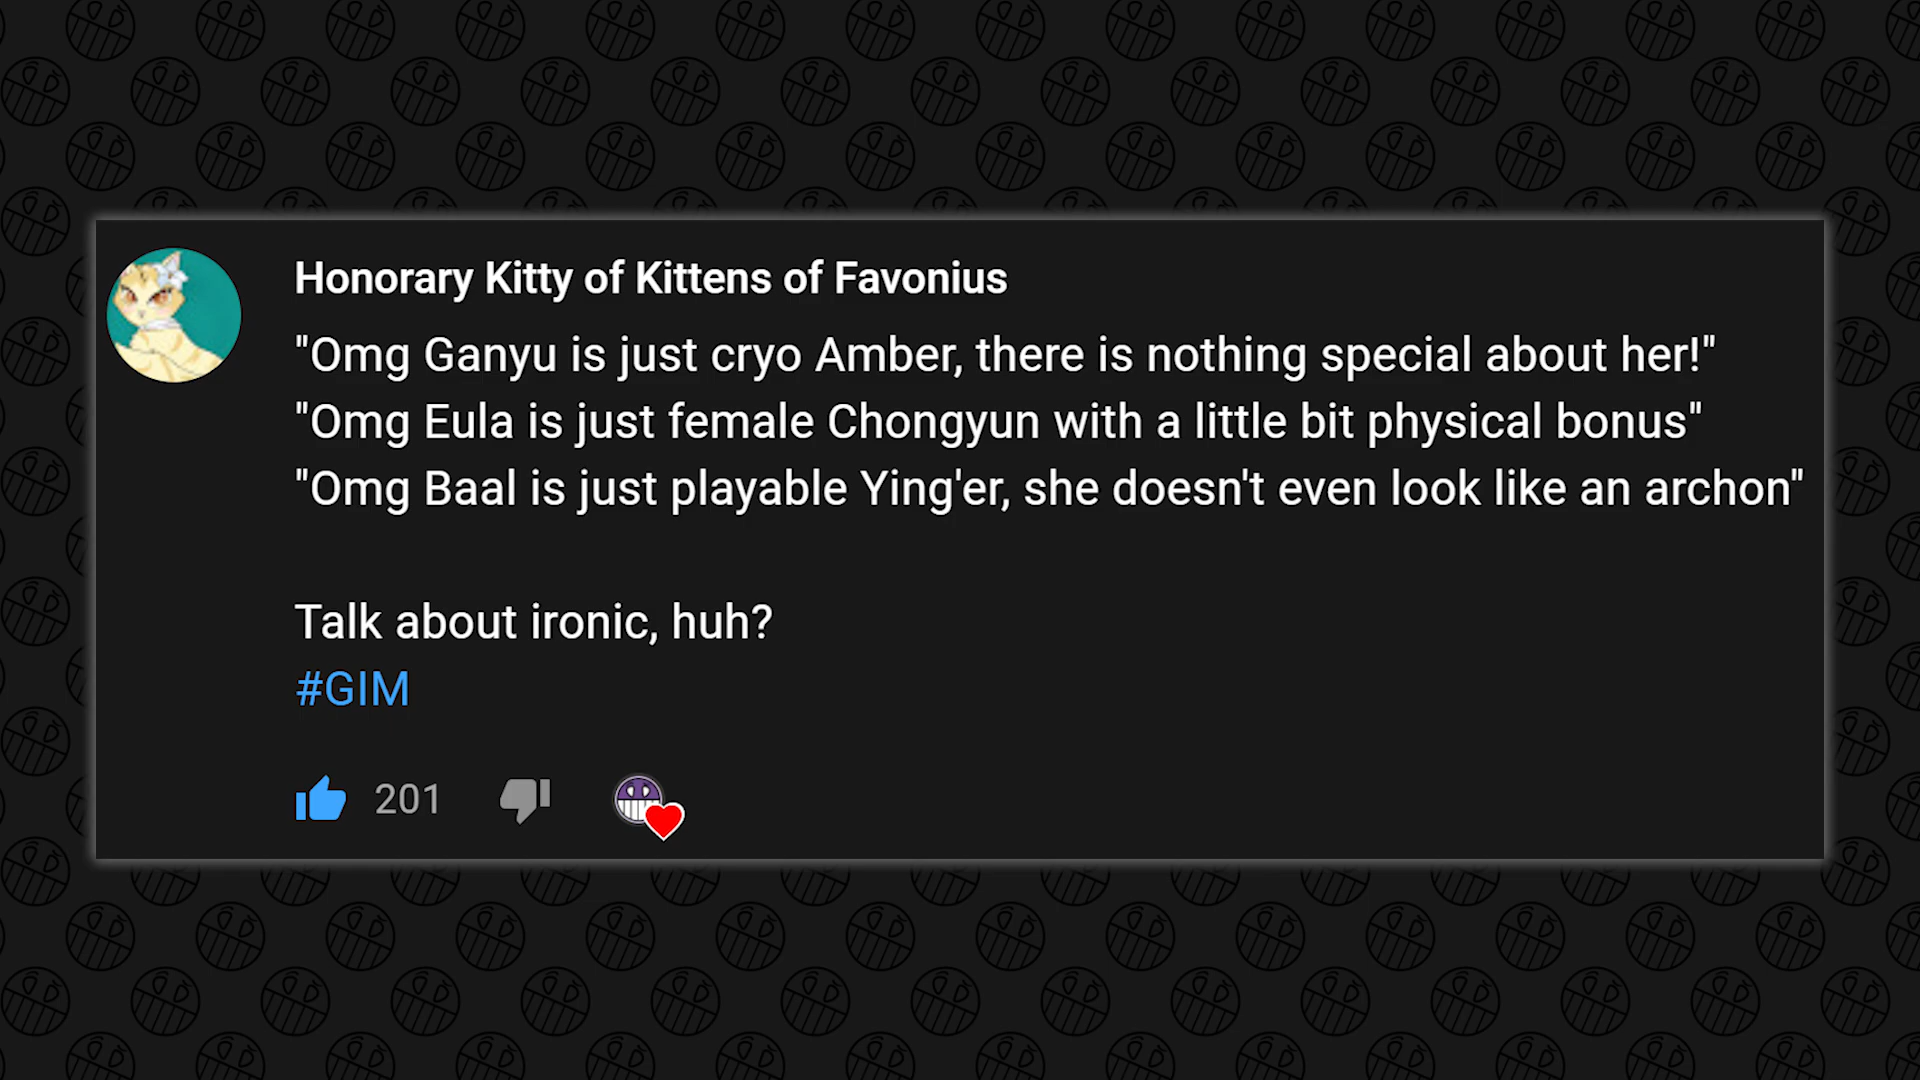 Honorary Kitty of Kittens of Favonius
"Omg Ganyu is just cryo Amber, there is nothing special about her!"
"Omg Eula is just female Chongyun with a little bit physical bonus"
"Omg Baal is just playable Ying'er, she doesn't even look like an archon"
Talk about ironic, huh?
#GIM
201